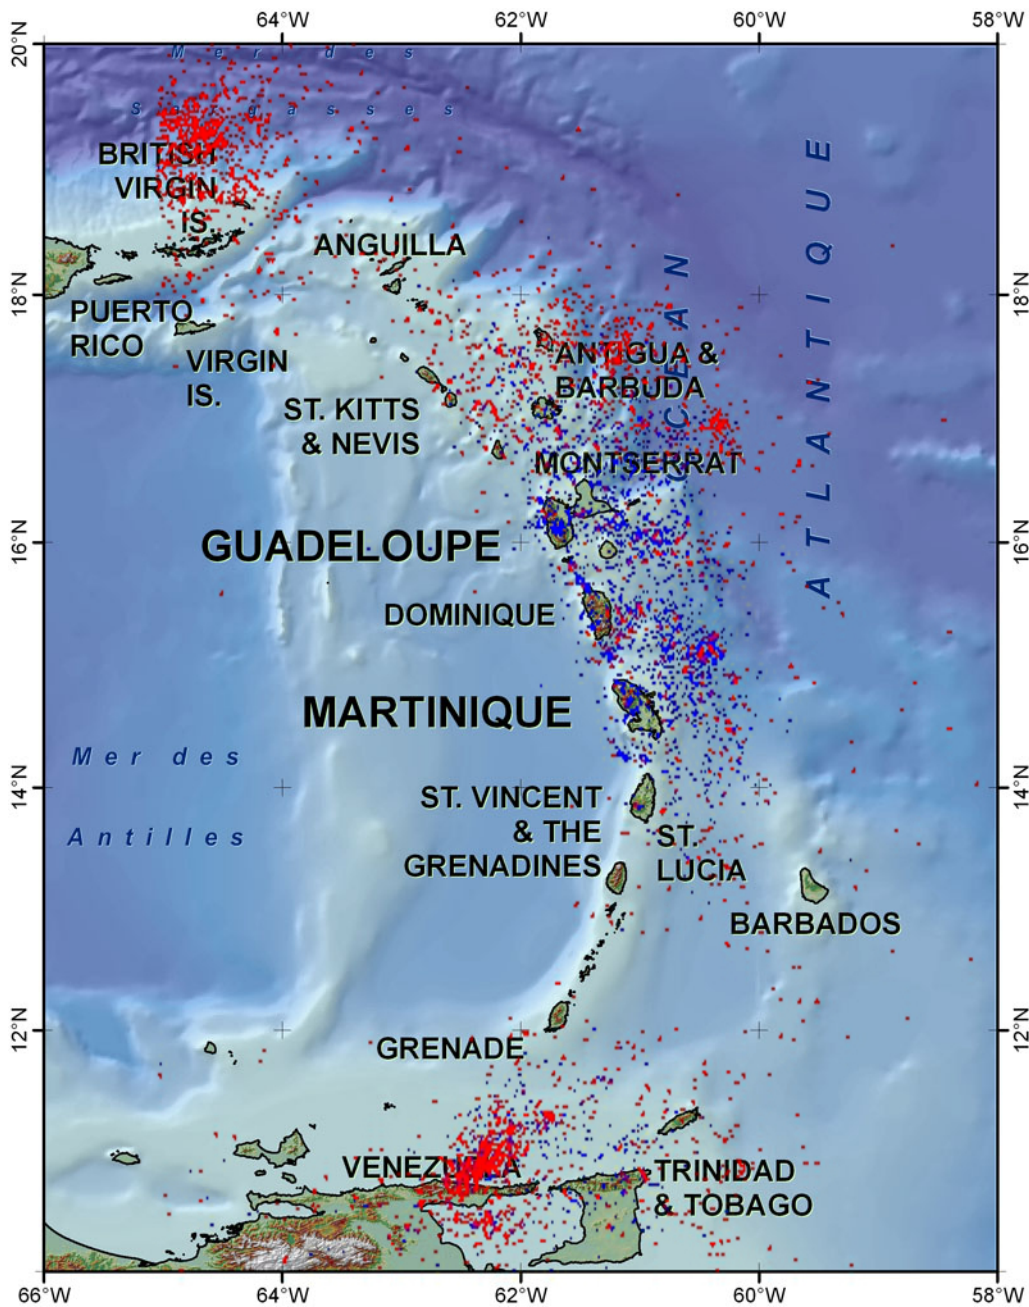 64°W 62°W 60°W 58°W
20°N
Mer des
Sargasses
BRITISH
VIRGIN
IS.
ANGUILLA
OCEAN
ATLANTIQUE
18°N 18°N
PUERTO
RICO
VIRGIN
IS.
ANTIGUA &
BARBUDA
ST. KITTS
& NEVIS
MONTSERRAT
16°N 16°N
GUADELOUPE
DOMINIQUE
MARTINIQUE
Mer des
Antilles
14°N 14°N
ST. VINCENT
& THE
GRENADINES
ST.
LUCIA
BARBADOS
12°N 12°N
GRENADE
VENEZUELA
TRINIDAD
& TOBAGO
66°W 64°W 62°W 60°W 58°W